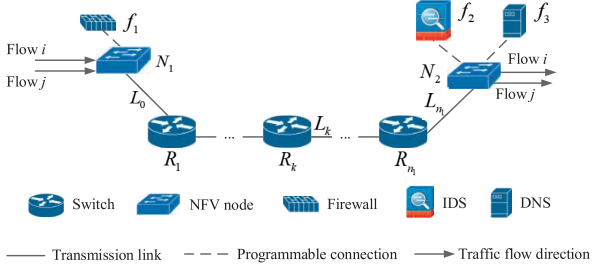 f₁ f₂ f₃
Flow i N₁ N₂ Flow i
Flow j Flow j
L₀ Lₙ₁
... Lₖ ...
R₁ Rₖ Rₙ₁
Switch NFV node Firewall IDS DNS
Transmission link Programmable connection Traffic flow direction